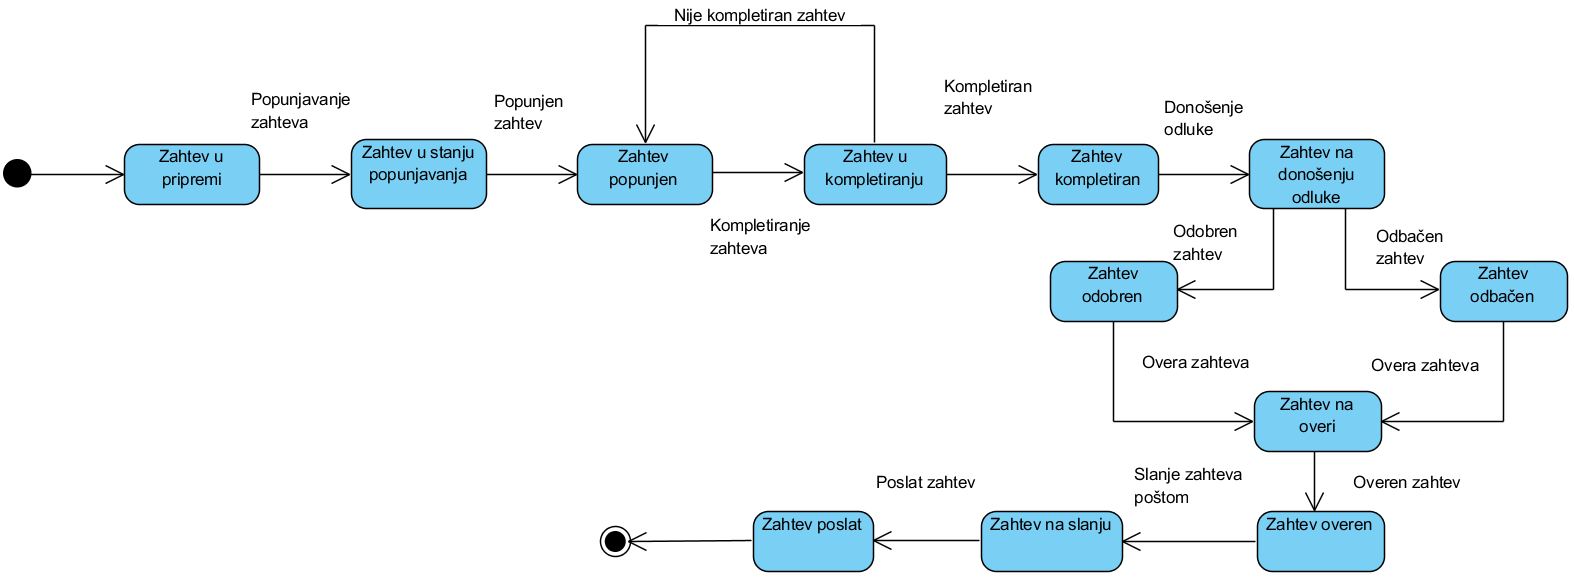 Nije kompletiran zahtev
Popunjavanje
zahteva
Popunjen
zahtev
Kompletiran
zahtev
Donošenje
odluke
Zahtev u
pripremi
Zahtev u stanju
popunjavanja
Zahtev
popunjen
Zahtev u
kompletiranju
Zahtev
kompletiran
Zahtev na
donošenju
odluke
Kompletiranje
zahteva
Odobren
zahtev
Odbačen
zahtev
Zahtev
odobren
Zahtev
odbačen
Overa zahteva
Overa zahteva
Zahtev na
overi
Poslat zahtev
Slanje zahteva
poštom
Overen zahtev
Zahtev poslat
Zahtev na slanju
Zahtev overen